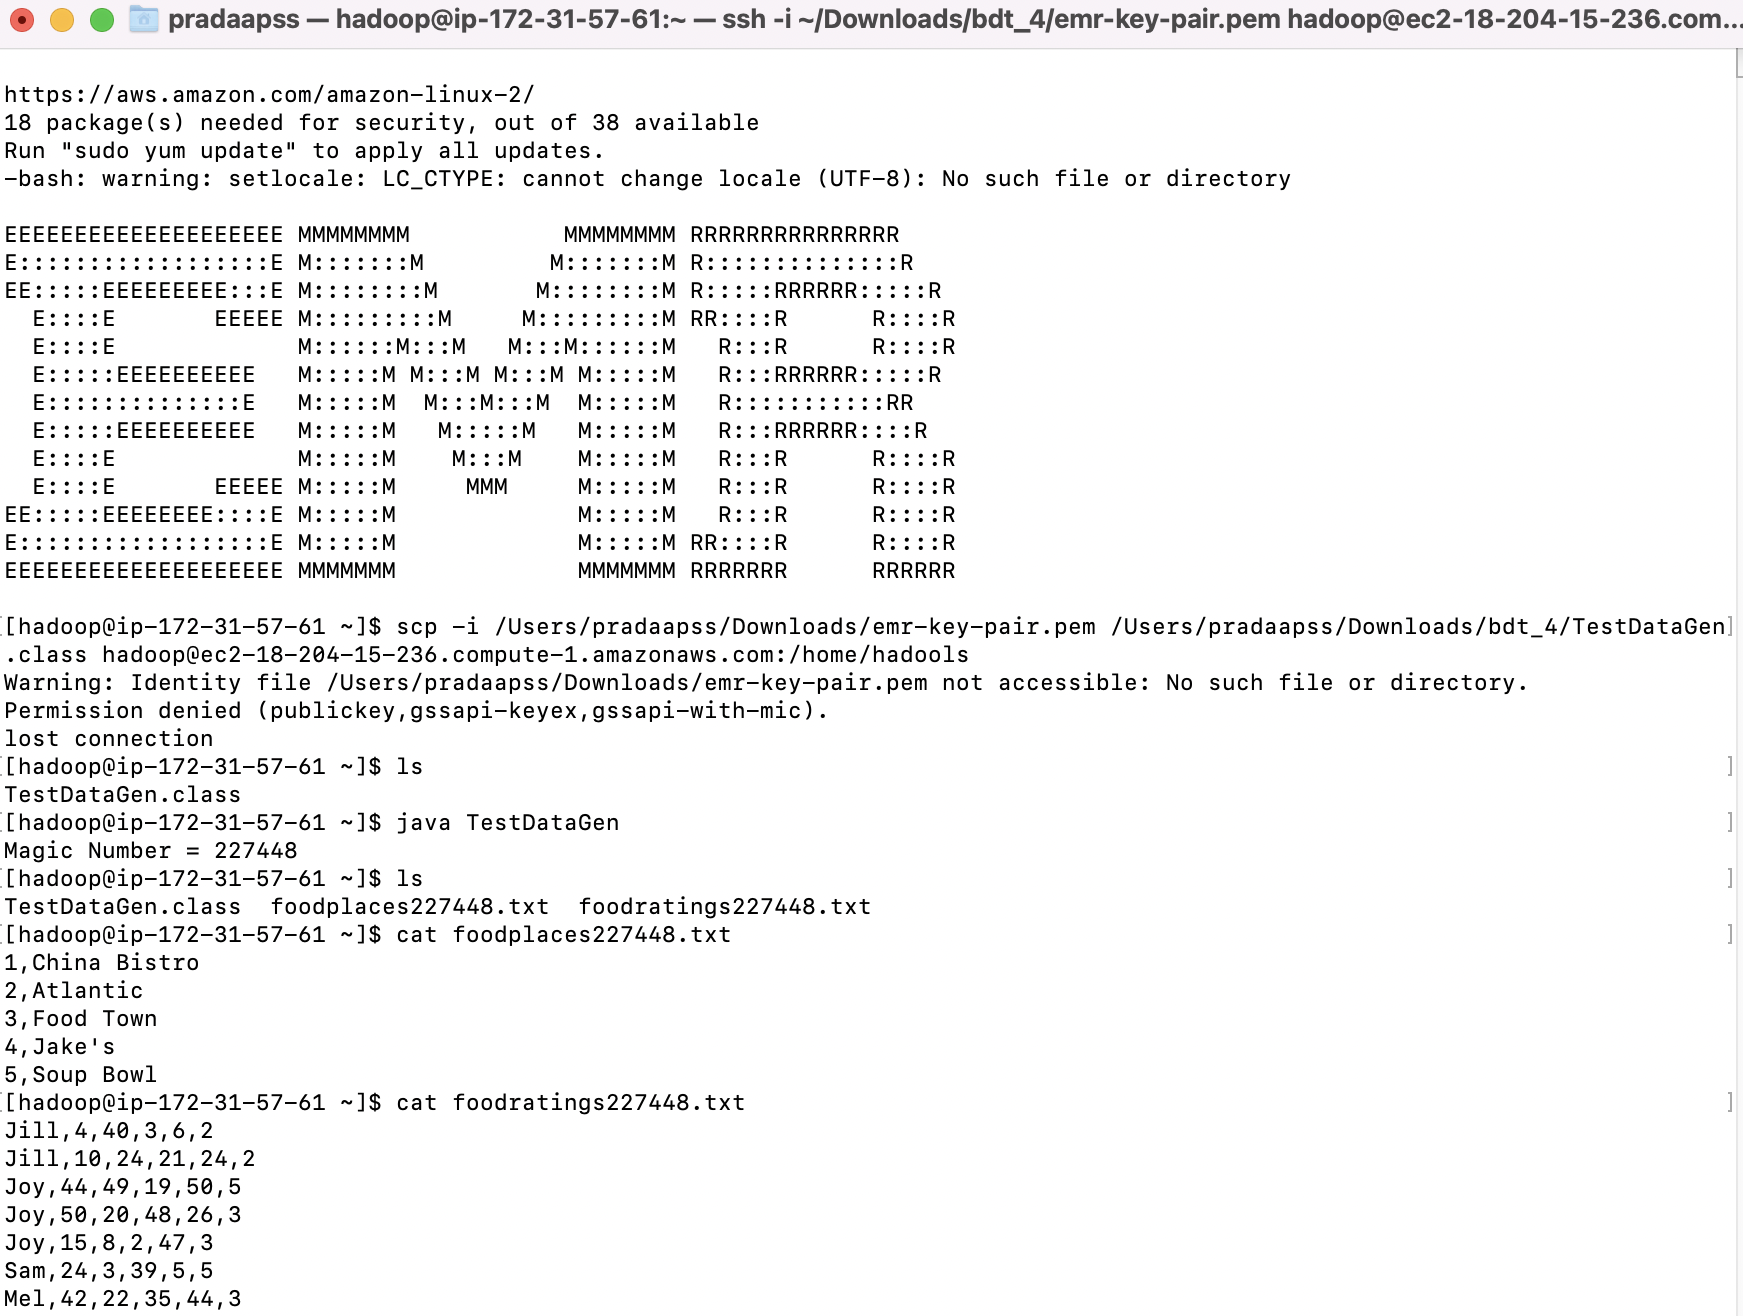 pradaapss — hadoop@ip-172-31-57-61:~ — ssh -i ~/Downloads/bdt_4/emr-key-pair.pem hadoop@ec2-18-204-15-236.com...
https://aws.amazon.com/amazon-linux-2/
18 package(s) needed for security, out of 38 available
Run "sudo yum update" to apply all updates.
-bash: warning: setlocale: LC_CTYPE: cannot change locale (UTF-8): No such file or directory
EEEEEEEEEEEEEEEEEEEE MMMMMMMM           MMMMMMMM RRRRRRRRRRRRRRR
E::::::::::::::::::E M:::::::M         M:::::::M R::::::::::::::R
EE:::::EEEEEEEEE:::E M::::::::M       M::::::::M R:::::RRRRRR:::::R
  E::::E       EEEEE M:::::::::M     M:::::::::M RR::::R      R::::R
  E::::E             M::::::M:::M   M:::M::::::M   R:::R      R::::R
  E:::::EEEEEEEEEE   M:::::M M:::M M:::M M:::::M   R:::RRRRRR:::::R
  E::::::::::::::E   M:::::M  M:::M:::M  M:::::M   R:::::::::::RR
  E:::::EEEEEEEEEE   M:::::M   M:::::M   M:::::M   R:::RRRRRR::::R
  E::::E             M:::::M    M:::M    M:::::M   R:::R      R::::R
  E::::E       EEEEE M:::::M     MMM     M:::::M   R:::R      R::::R
EE:::::EEEEEEEE::::E M:::::M             M:::::M   R:::R      R::::R
E::::::::::::::::::E M:::::M             M:::::M RR::::R      R::::R
EEEEEEEEEEEEEEEEEEEE MMMMMMM             MMMMMMM RRRRRRR      RRRRRR
[[hadoop@ip-172-31-57-61 ~]$ scp -i /Users/pradaapss/Downloads/emr-key-pair.pem /Users/pradaapss/Downloads/bdt_4/TestDataGen]
.class hadoop@ec2-18-204-15-236.compute-1.amazonaws.com:/home/hadools
Warning: Identity file /Users/pradaapss/Downloads/emr-key-pair.pem not accessible: No such file or directory.
Permission denied (publickey,gssapi-keyex,gssapi-with-mic).
lost connection
[[hadoop@ip-172-31-57-61 ~]$ ls ]
TestDataGen.class
[[hadoop@ip-172-31-57-61 ~]$ java TestDataGen ]
Magic Number = 227448
[[hadoop@ip-172-31-57-61 ~]$ ls ]
TestDataGen.class  foodplaces227448.txt  foodratings227448.txt
[[hadoop@ip-172-31-57-61 ~]$ cat foodplaces227448.txt ]
1,China Bistro
2,Atlantic
3,Food Town
4,Jake's
5,Soup Bowl
[[hadoop@ip-172-31-57-61 ~]$ cat foodratings227448.txt ]
Jill,4,40,3,6,2
Jill,10,24,21,24,2
Joy,44,49,19,50,5
Joy,50,20,48,26,3
Joy,15,8,2,47,3
Sam,24,3,39,5,5
Mel,42,22,35,44,3